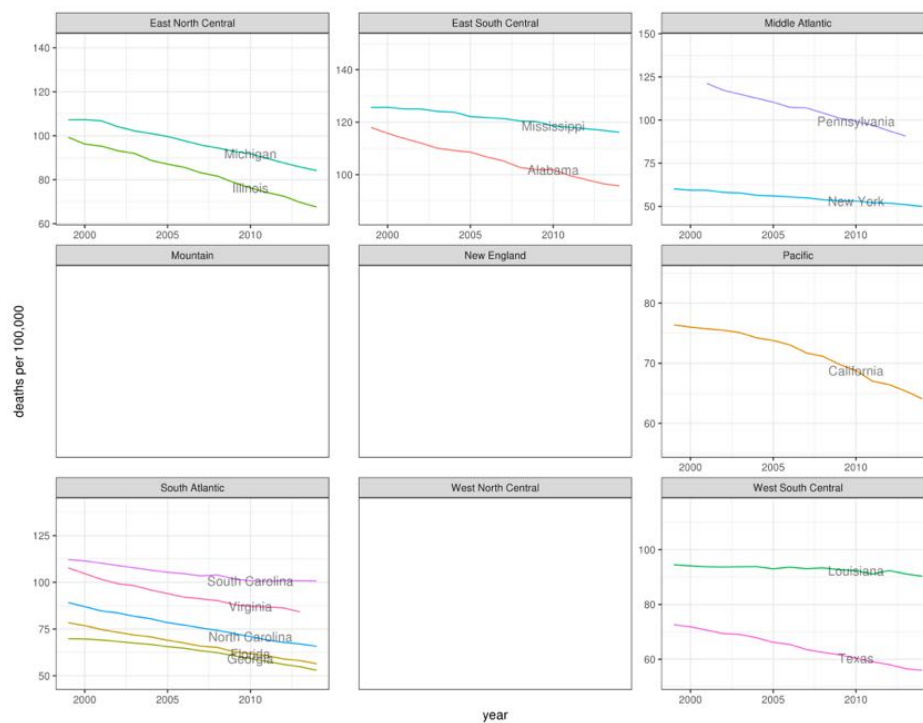 East North Central
East South Central
Middle Atlantic
140
120
100
80
60
Michigan
Illinois
2000 2005 2010
140
120
100
Mississippi
Alabama
2000 2005 2010
150
125
100
75
50
Pennsylvania
New York
2000 2005 2010
Mountain
New England
Pacific
80
70
60
California
2000 2005 2010
deaths per 100,000
South Atlantic
West North Central
West South Central
125
100
75
50
South Carolina
Virginia
North Carolina
Florida
Georgia
2000 2005 2010
100
80
60
Louisiana
Texas
2000 2005 2010
year